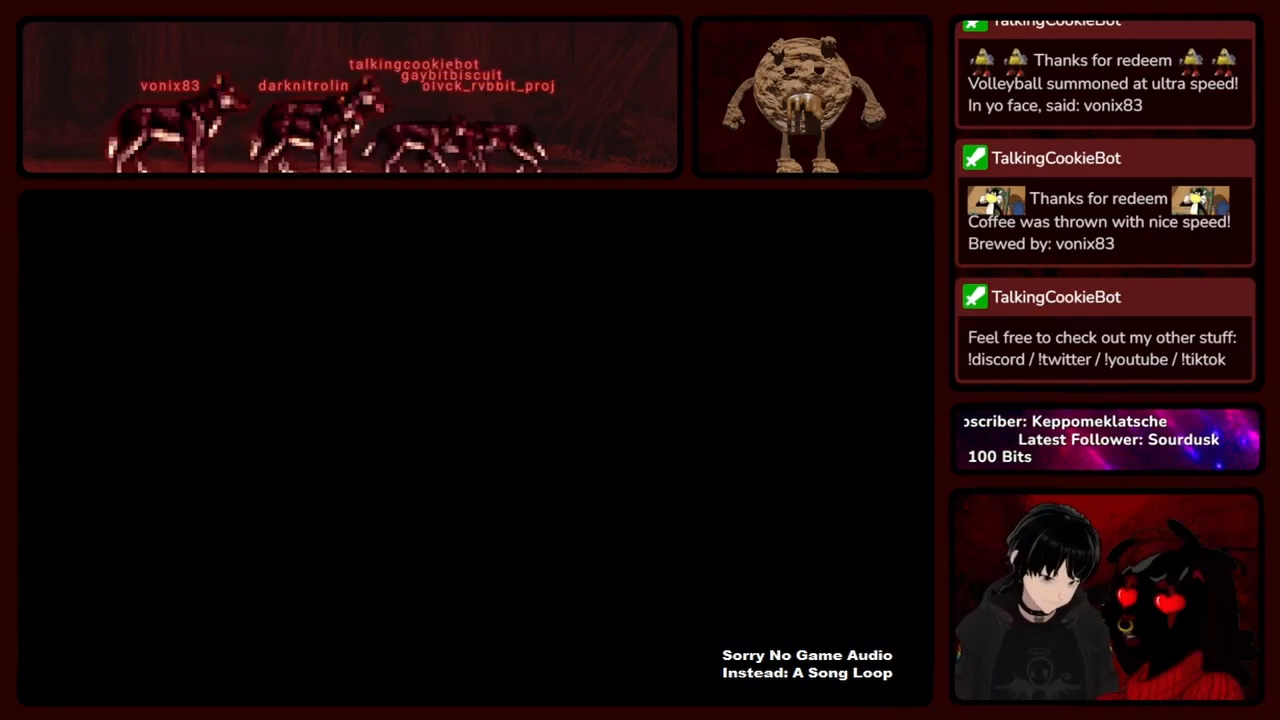 talkingcookiebot
gaybitbiscuit
vonix83
darknitrolin
olvck_rvbbit_proj
TalkingCookieBot
Thanks for redeem
Volleyball summoned at ultra speed!
In yo face, said: vonix83
TalkingCookieBot
Thanks for redeem
Coffee was thrown with nice speed!
Brewed by: vonix83
TalkingCookieBot
Feel free to check out my other stuff:
!discord / !twitter / !youtube / !tiktok
oscriber: Keppomeklatsche
Latest Follower: Sourdusk
100 Bits
Sorry No Game Audio
Instead: A Song Loop